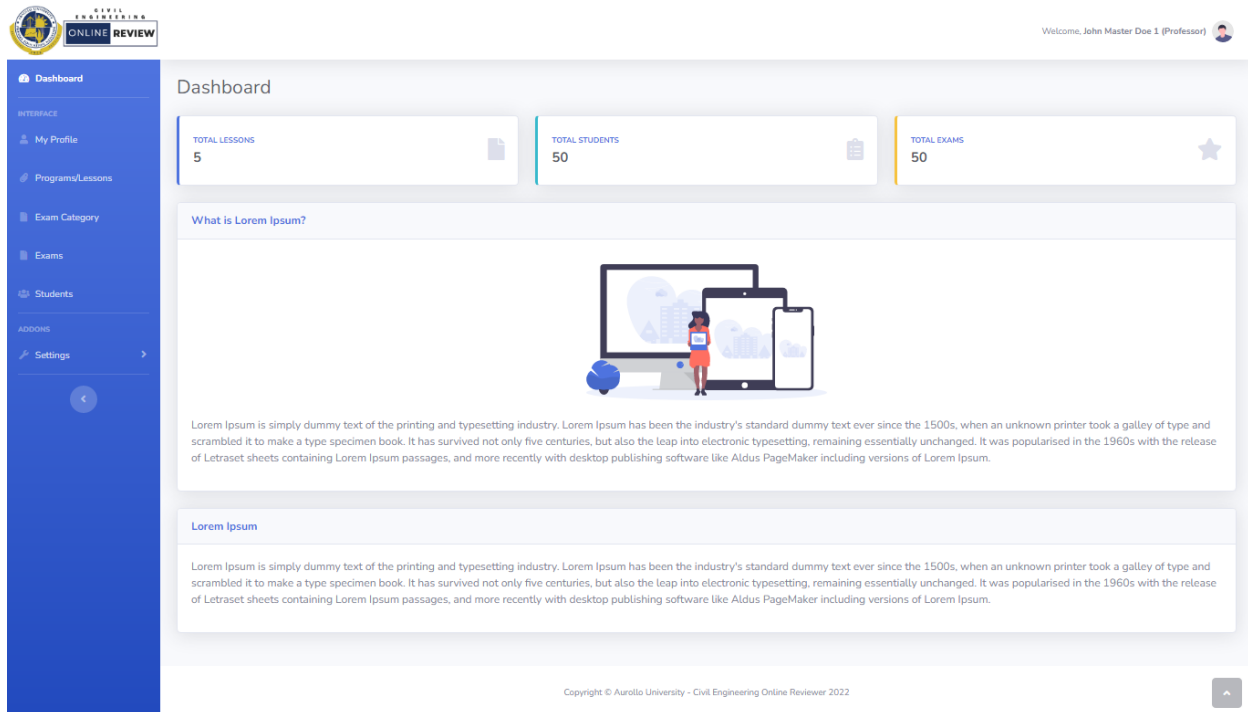 CIVIL
ENGINEERING
ONLINE REVIEW
Welcome, John Master Doe 1 (Professor)
Dashboard
INTERFACE
My Profile
Programs/Lessons
Exam Category
Exams
Students
ADDONS
Settings
Dashboard
TOTAL LESSONS
5
TOTAL STUDENTS
50
TOTAL EXAMS
50
What is Lorem Ipsum?
Lorem Ipsum is simply dummy text of the printing and typesetting industry. Lorem Ipsum has been the industry's standard dummy text ever since the 1500s, when an unknown printer took a galley of type and
scrambled it to make a type specimen book. It has survived not only five centuries, but also the leap into electronic typesetting, remaining essentially unchanged. It was popularised in the 1960s with the release
of Letraset sheets containing Lorem Ipsum passages, and more recently with desktop publishing software like Aldus PageMaker including versions of Lorem Ipsum.
Lorem Ipsum
Lorem Ipsum is simply dummy text of the printing and typesetting industry. Lorem Ipsum has been the industry's standard dummy text ever since the 1500s, when an unknown printer took a galley of type and
scrambled it to make a type specimen book. It has survived not only five centuries, but also the leap into electronic typesetting, remaining essentially unchanged. It was popularised in the 1960s with the release
of Letraset sheets containing Lorem Ipsum passages, and more recently with desktop publishing software like Aldus PageMaker including versions of Lorem Ipsum.
Copyright © Aurollo University - Civil Engineering Online Reviewer 2022